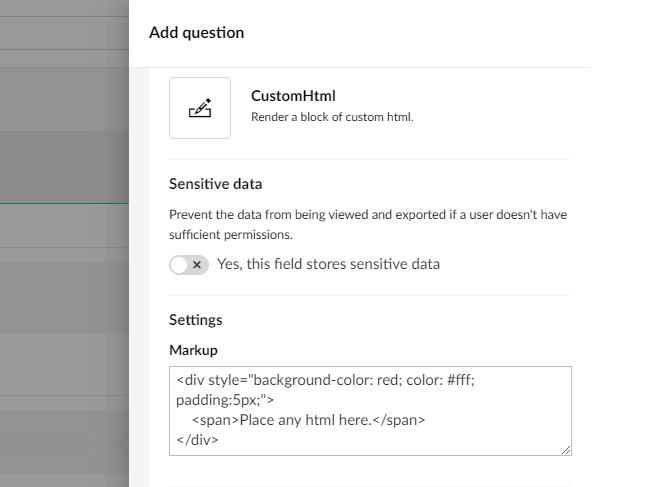 Add question
CustomHtml
Render a block of custom html.
Sensitive data
Prevent the data from being viewed and exported if a user doesn't have
sufficient permissions.
Yes, this field stores sensitive data
Settings
Markup
<div style="background-color: red; color: #fff;
padding:5px;">
    <span>Place any html here.</span>
</div>